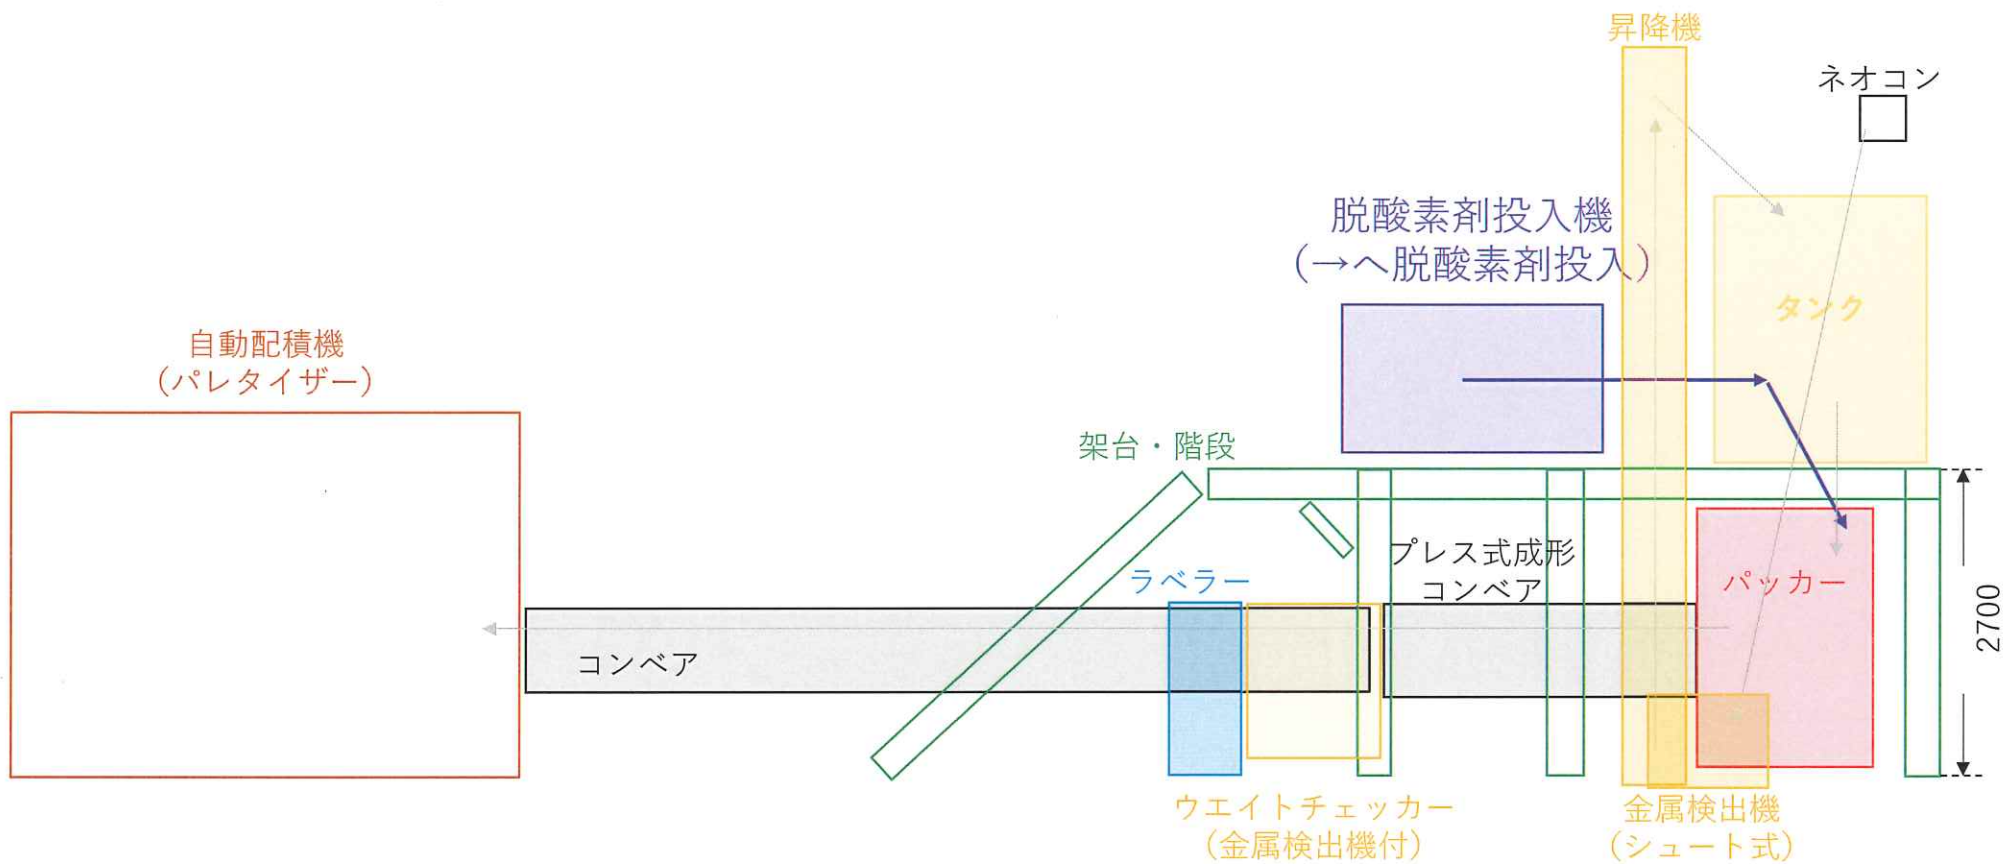 昇降機
ネオコン
脱酸素剤投入機
(→へ脱酸素剤投入)
タンク
自動配積機
(パレタイザー)
架台・階段
プレス式成形
コンベア
ラベラー
パッカー
2700
コンベア
ウエイトチェッカー
(金属検出機付)
金属検出機
(シュート式)